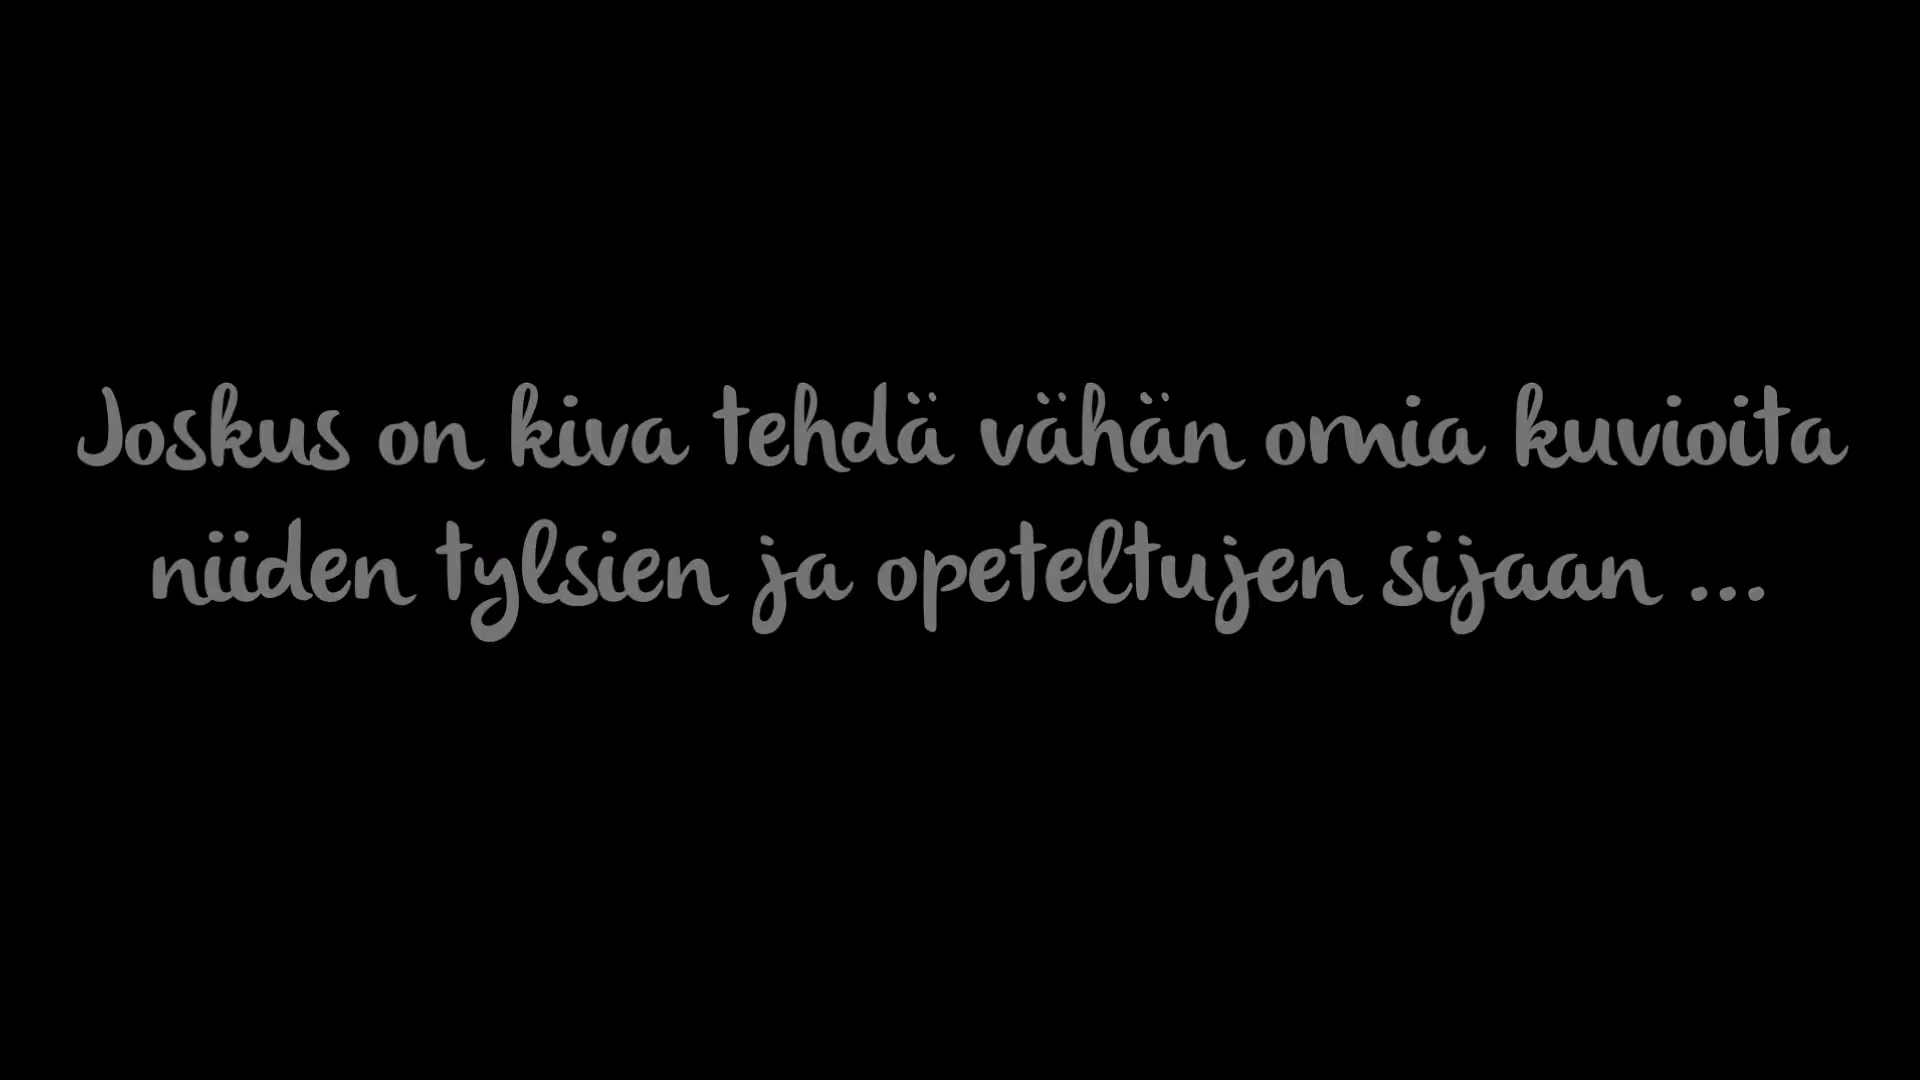 Joskus on kiva tehdä vähän omia kuvioita
niiden tylsien ja opeteltujen sijaan ...